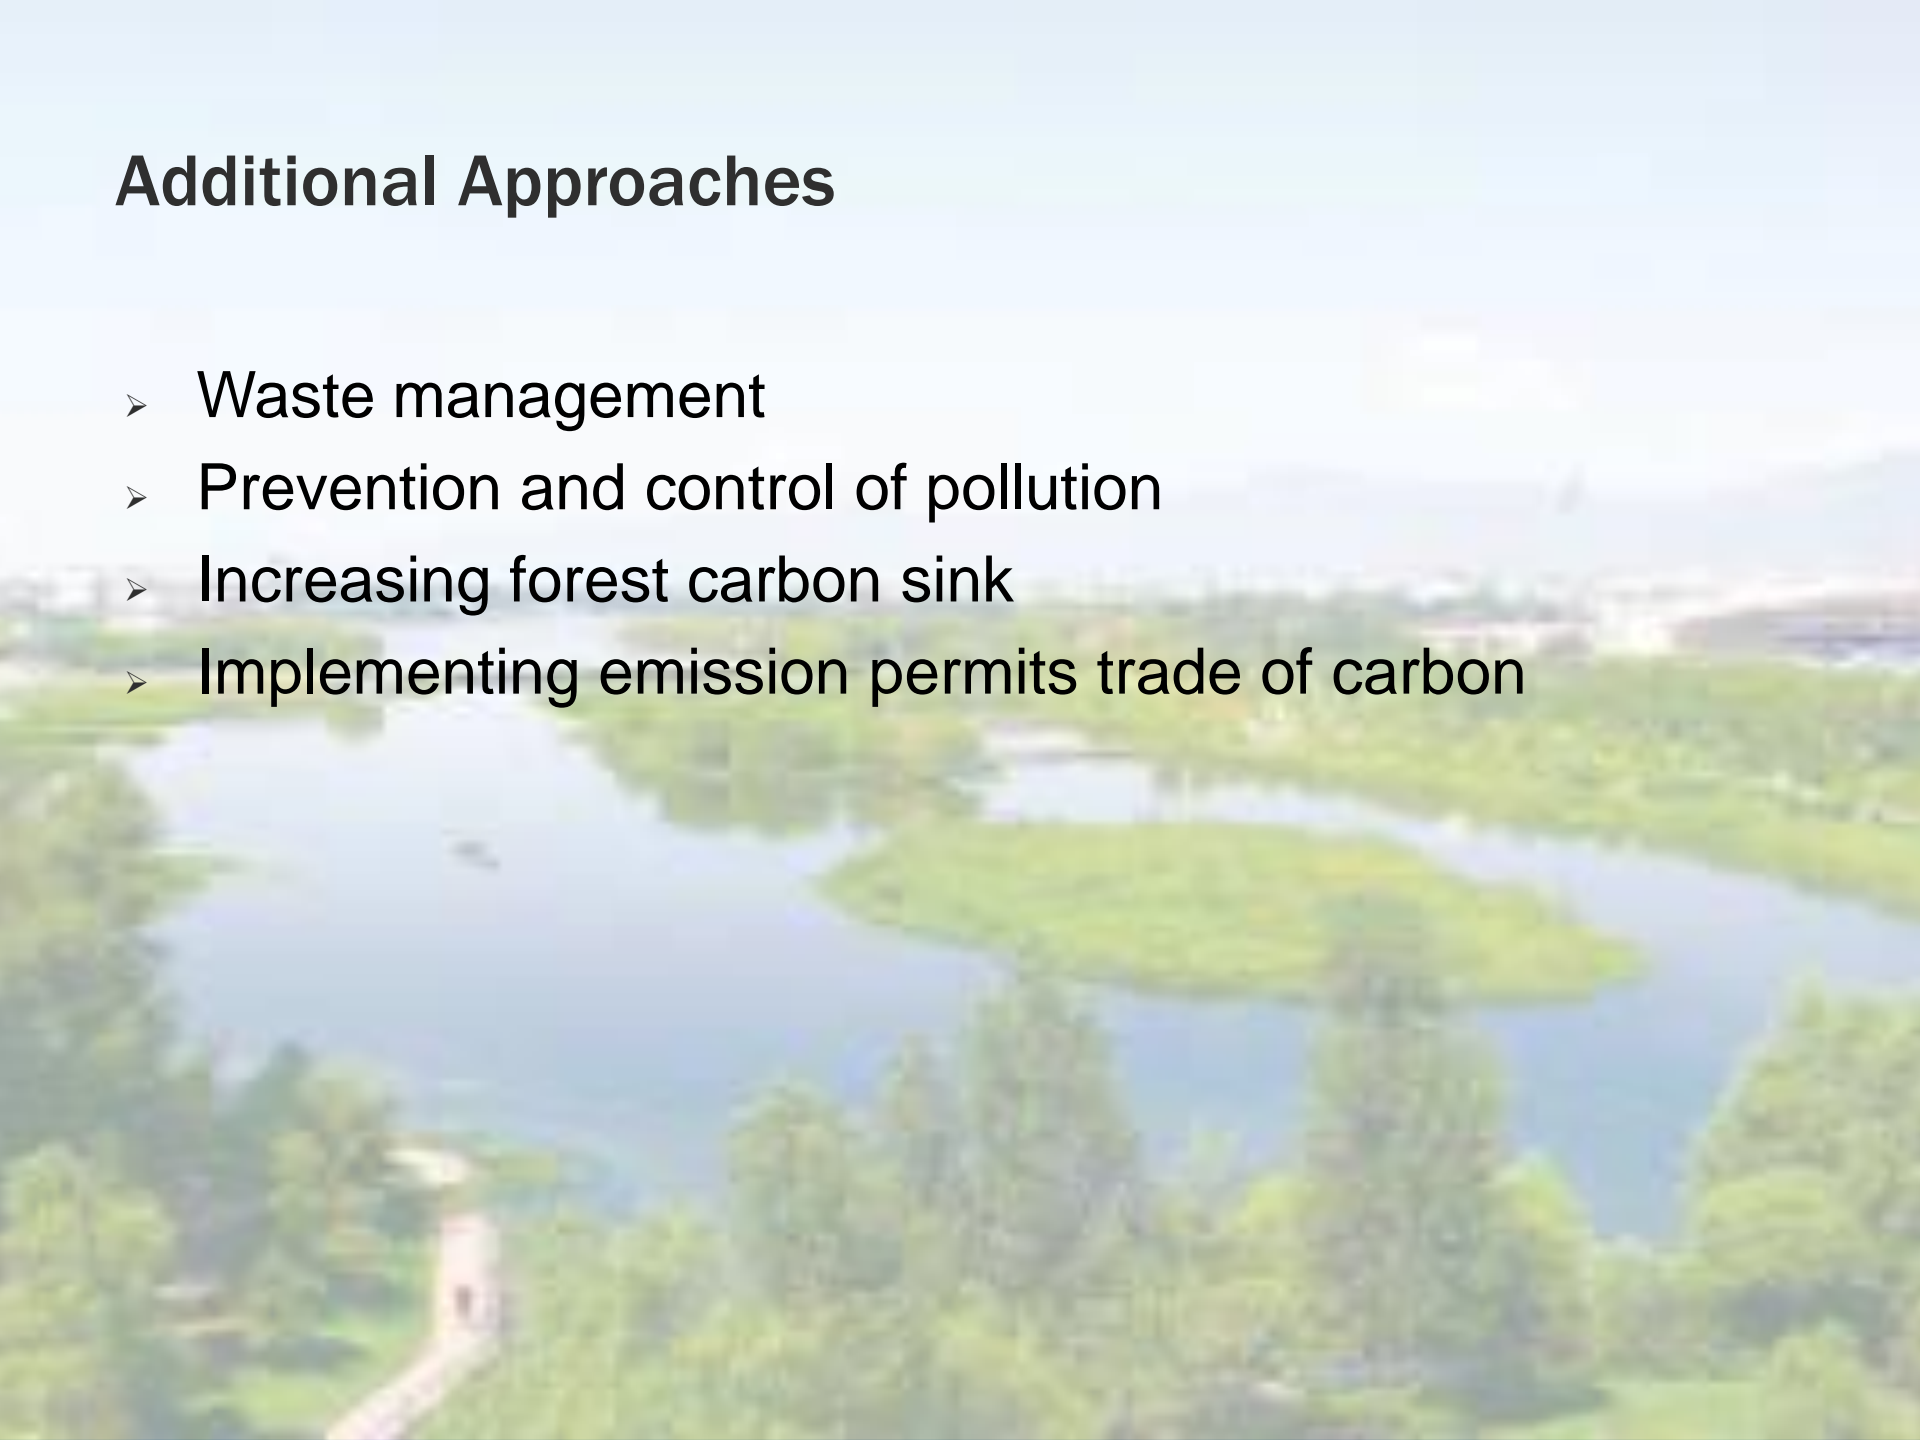 Additional Approaches
➢ Waste management
➢ Prevention and control of pollution
➢ Increasing forest carbon sink
➢ Implementing emission permits trade of carbon